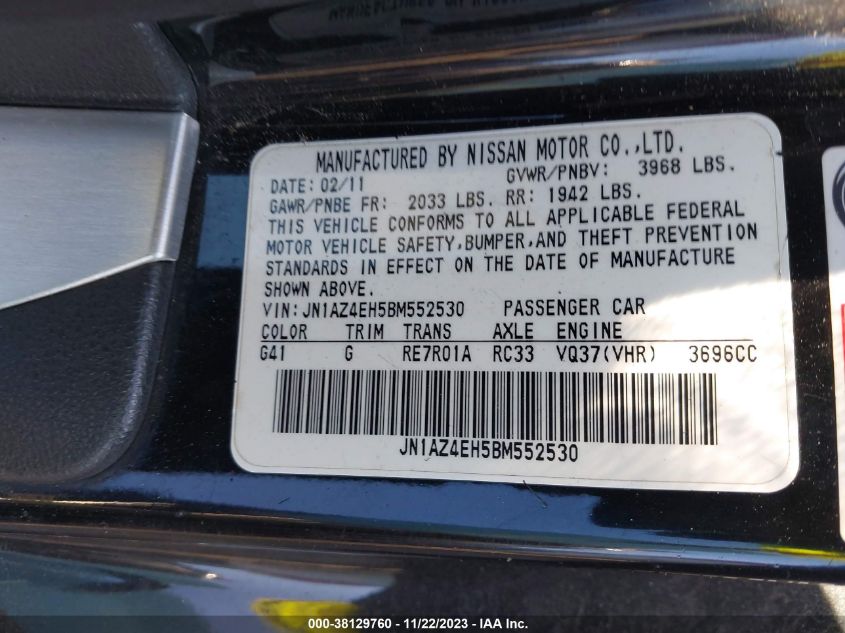 MANUFACTURED BY NISSAN MOTOR CO.,LTD.
DATE: 02/11 GVWR/PNBV: 3968 LBS.
GAWR/PNBE FR: 2033 LBS. RR: 1942 LBS.
THIS VEHICLE CONFORMS TO ALL APPLICABLE FEDERAL
MOTOR VEHICLE SAFETY,BUMPER,AND THEFT PREVENTION
STANDARDS IN EFFECT ON THE DATE OF MANUFACTURE
SHOWN ABOVE.
VIN:JN1AZ4EH5BM552530 PASSENGER CAR
COLOR TRIM TRANS AXLE ENGINE
G41 G RE7R01A RC33 VQ37(VHR) 3696CC
JN1AZ4EH5BM552530
000-38129760 - 11/22/2023 - IAA Inc.